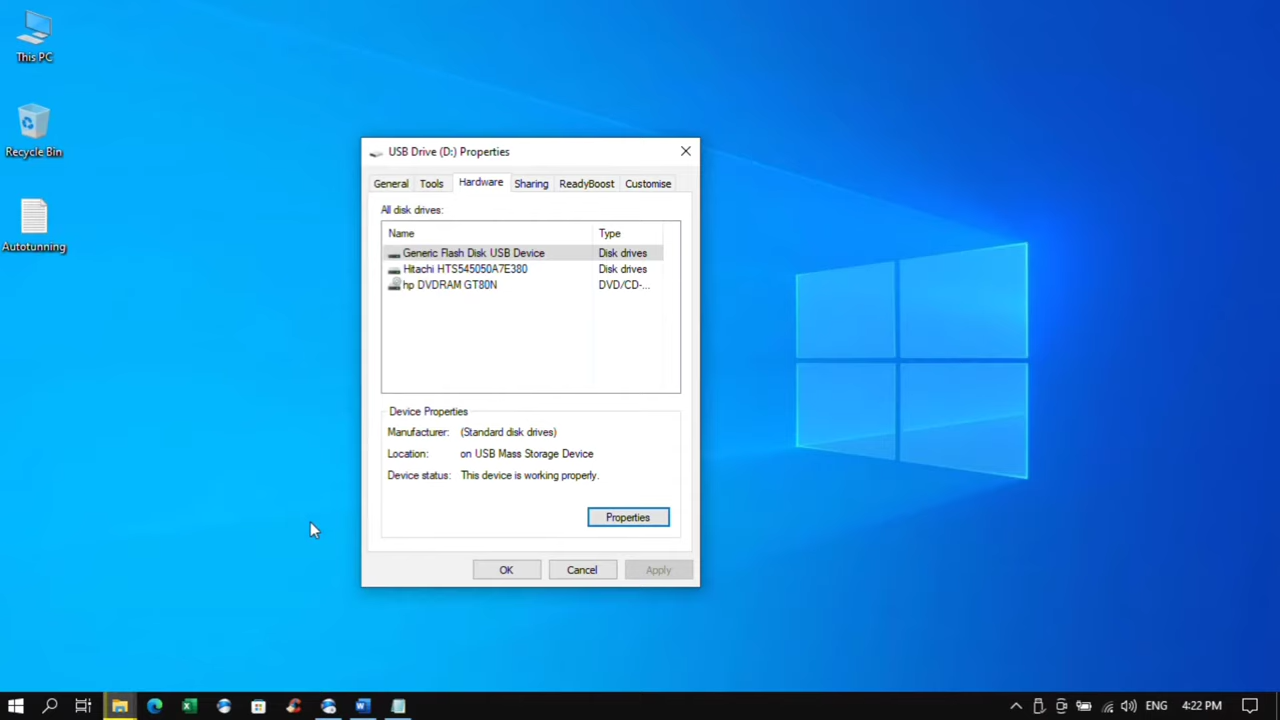 This PC
Recycle Bin
Autotunning
USB Drive (D:) Properties
General Tools Hardware Sharing ReadyBoost Customise
All disk drives:
Name Type
Generic Flash Disk USB Device Disk drives
Hitachi HTS545050A7E380 Disk drives
hp DVDRAM GT80N DVD/CD-...
Device Properties
Manufacturer: (Standard disk drives)
Location: on USB Mass Storage Device
Device status: This device is working properly.
Properties
OK Cancel Apply
ENG 4:22 PM